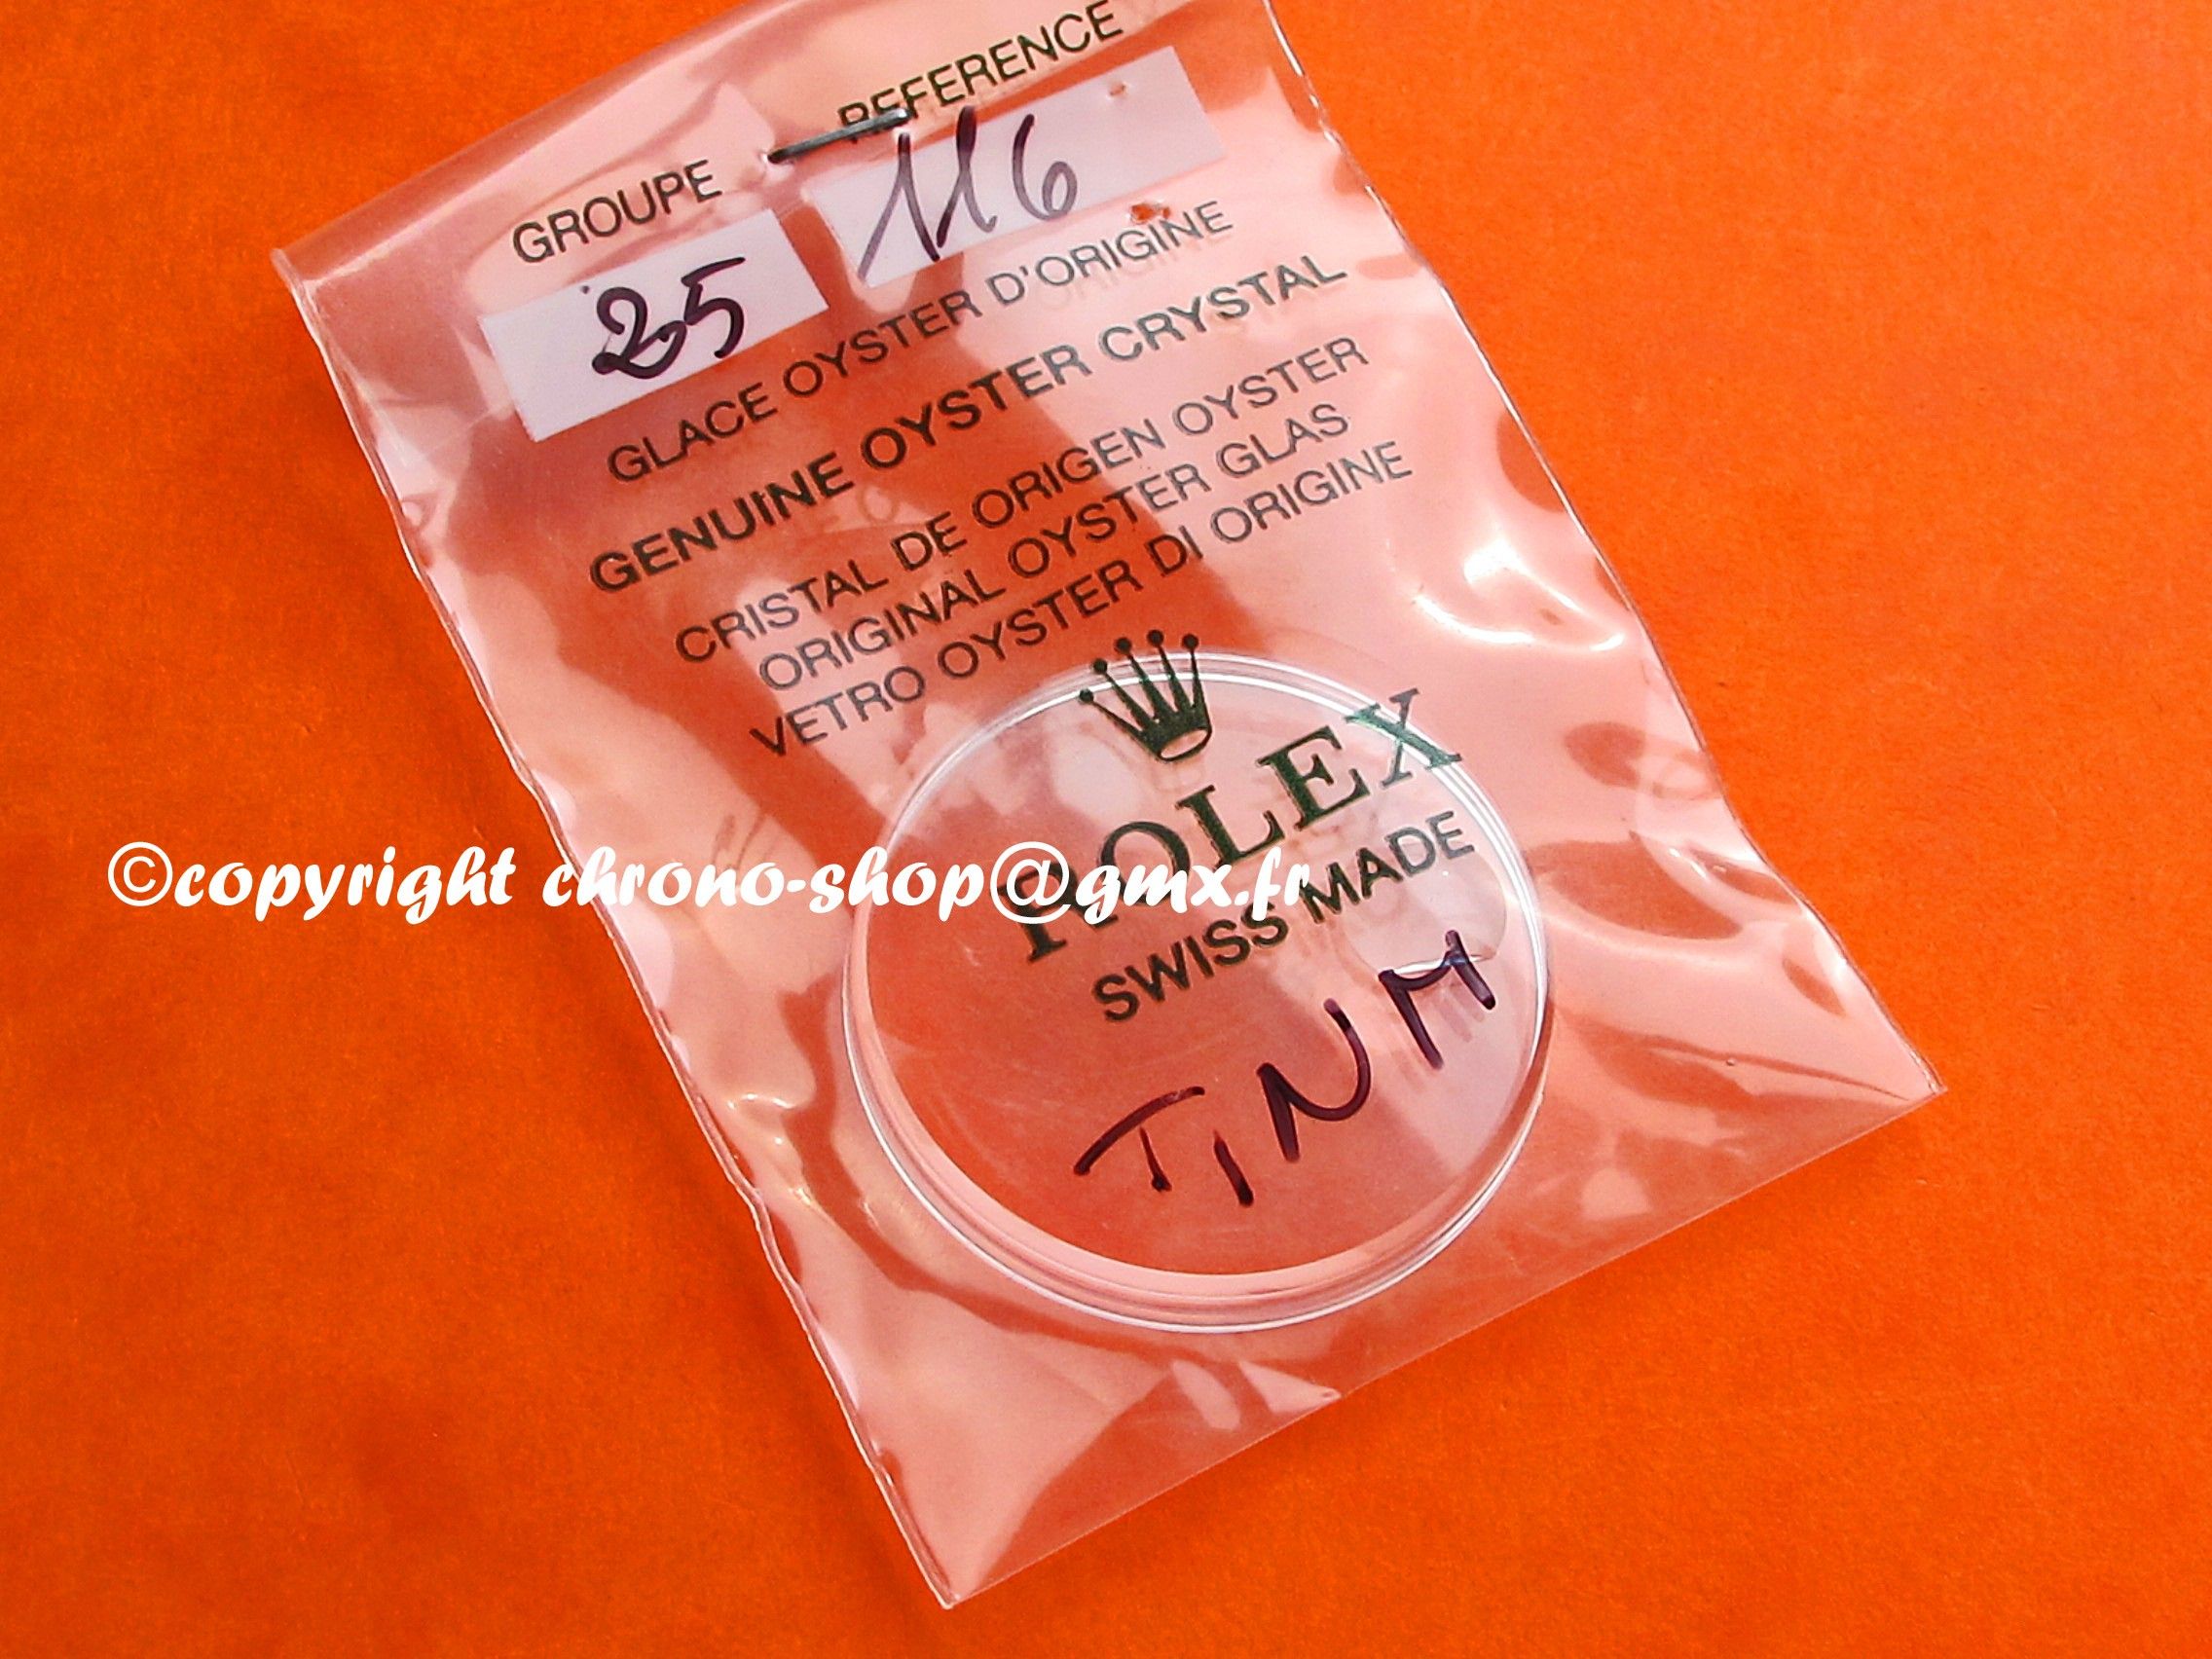 GROUPE REFERENCE
25 116
GLACE OYSTER D'ORIGINE
GENUINE OYSTER CRYSTAL
CRISTAL DE ORIGEN OYSTER
ORIGINAL OYSTER GLAS
VETRO OYSTER DI ORIGINE
ROLEX
©copyright chrono-shop@gmx.fr
SWISS MADE